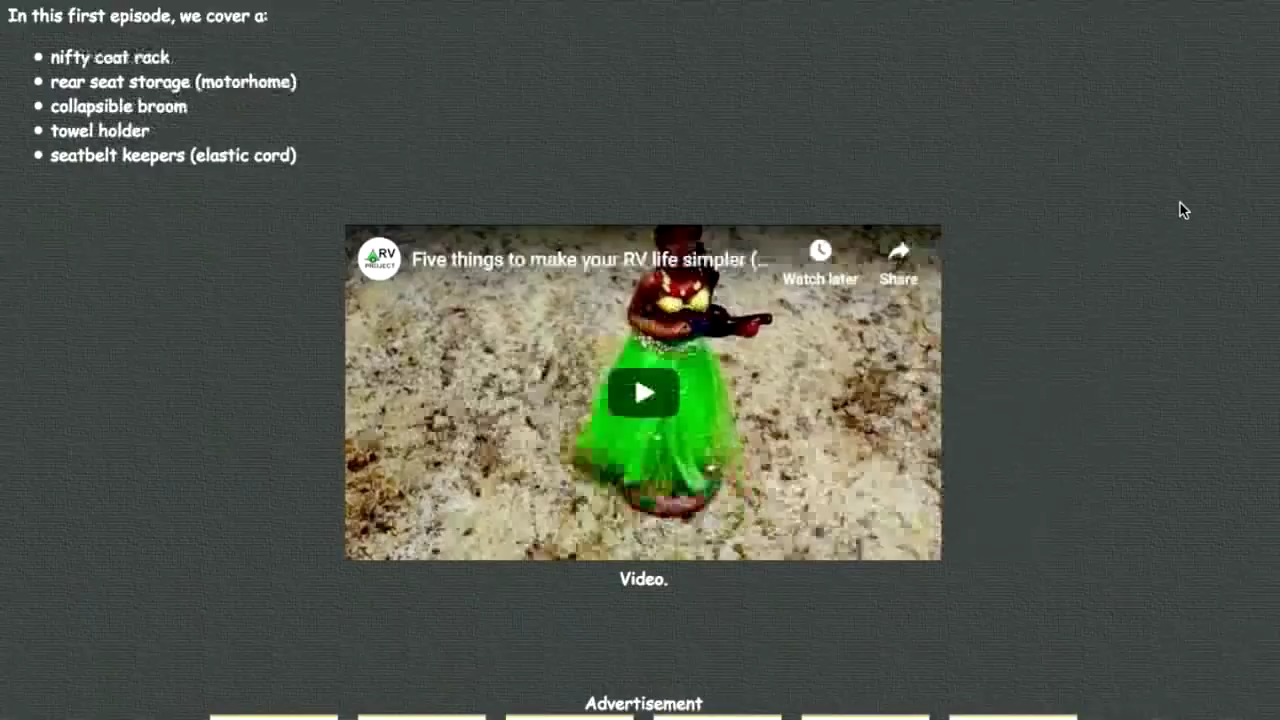 In this first episode, we cover a:
• nifty coat rack
• rear seat storage (motorhome)
• collapsible broom
• towel holder
• seatbelt keepers (elastic cord)
RV
PROJECT
Five things to make your RV life simpler (...
Watch later
Share
Video.
Advertisement